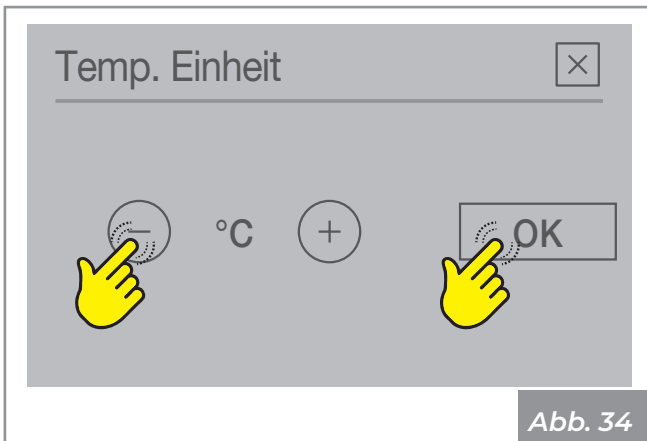 Temp. Einheit
− °C + OK
Abb. 34